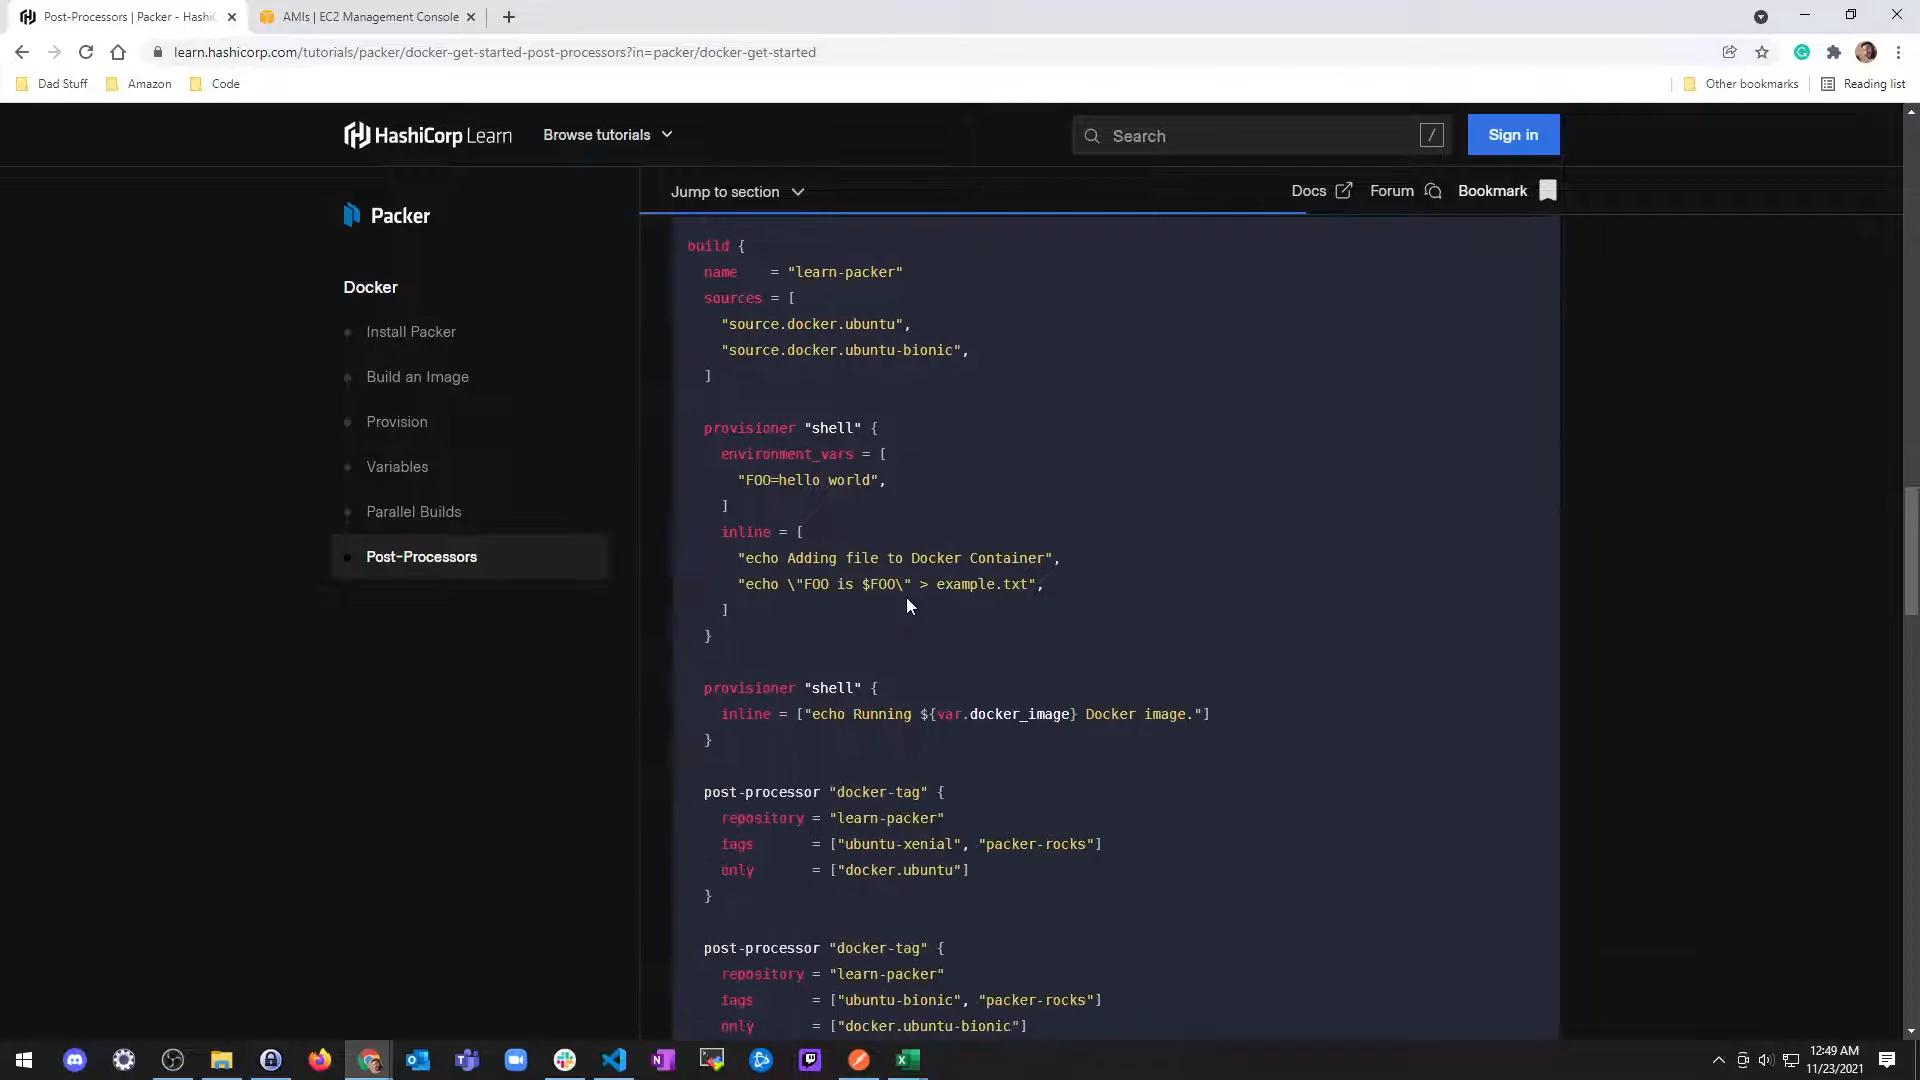 Post-Processors | Packer - HashiC
AMIs | EC2 Management Console
learn.hashicorp.com/tutorials/packer/docker-get-started-post-processors?in=packer/docker-get-started
Dad Stuff
Amazon
Code
Other bookmarks
Reading list
HashiCorp Learn
Browse tutorials
Search
/
Sign in
Packer
Jump to section
Docs
Forum
Bookmark
Docker
Install Packer
Build an Image
Provision
Variables
Parallel Builds
Post-Processors
build {
name = "learn-packer"
sources = [
"source.docker.ubuntu",
"source.docker.ubuntu-bionic",
]
provisioner "shell" {
environment_vars = [
"FOO=hello world",
]
inline = [
"echo Adding file to Docker Container",
"echo \"FOO is $FOO\" > example.txt",
]
}
provisioner "shell" {
inline = ["echo Running ${var.docker_image} Docker image."]
}
post-processor "docker-tag" {
repository = "learn-packer"
tags = ["ubuntu-xenial", "packer-rocks"]
only = ["docker.ubuntu"]
}
post-processor "docker-tag" {
repository = "learn-packer"
tags = ["ubuntu-bionic", "packer-rocks"]
only = ["docker.ubuntu-bionic"]
12:49 AM
11/23/2021